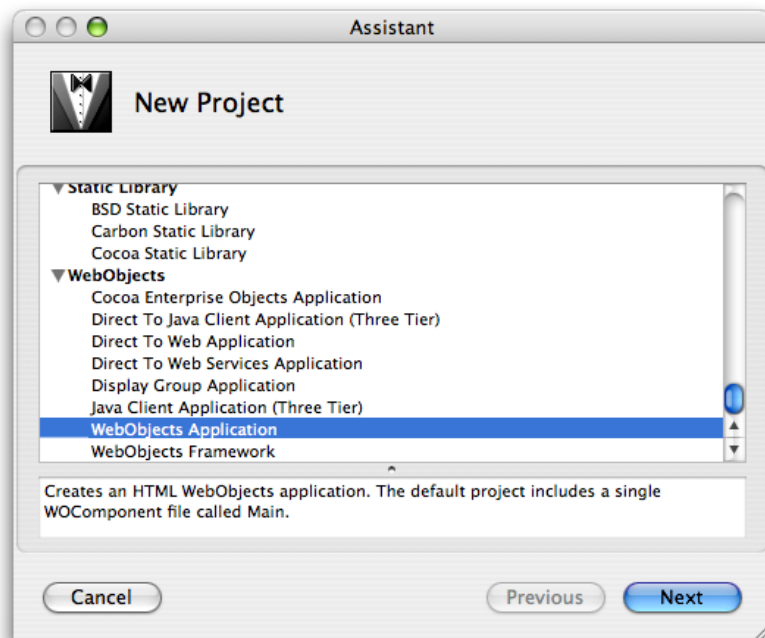 Assistant
New Project
Static Library
BSD Static Library
Carbon Static Library
Cocoa Static Library
WebObjects
Cocoa Enterprise Objects Application
Direct To Java Client Application (Three Tier)
Direct To Web Application
Direct To Web Services Application
Display Group Application
Java Client Application (Three Tier)
WebObjects Application
WebObjects Framework
Creates an HTML WebObjects application. The default project includes a single
WOComponent file called Main.
Cancel
Previous
Next